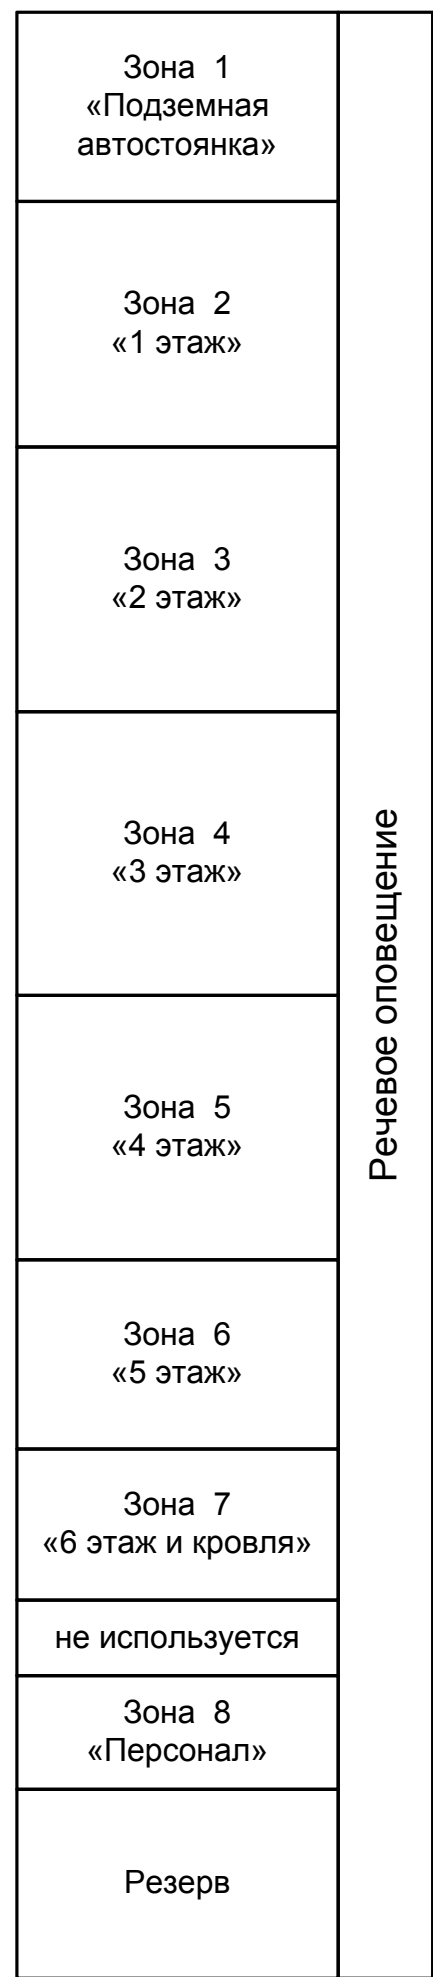 Зона 1
«Подземная
автостоянка»
Зона 2
«1 этаж»
Зона 3
«2 этаж»
Зона 4
«3 этаж»
Зона 5
«4 этаж»
Зона 6
«5 этаж»
Зона 7
«6 этаж и кровля»
не используется
Зона 8
«Персонал»
Резерв
Речевое оповещение